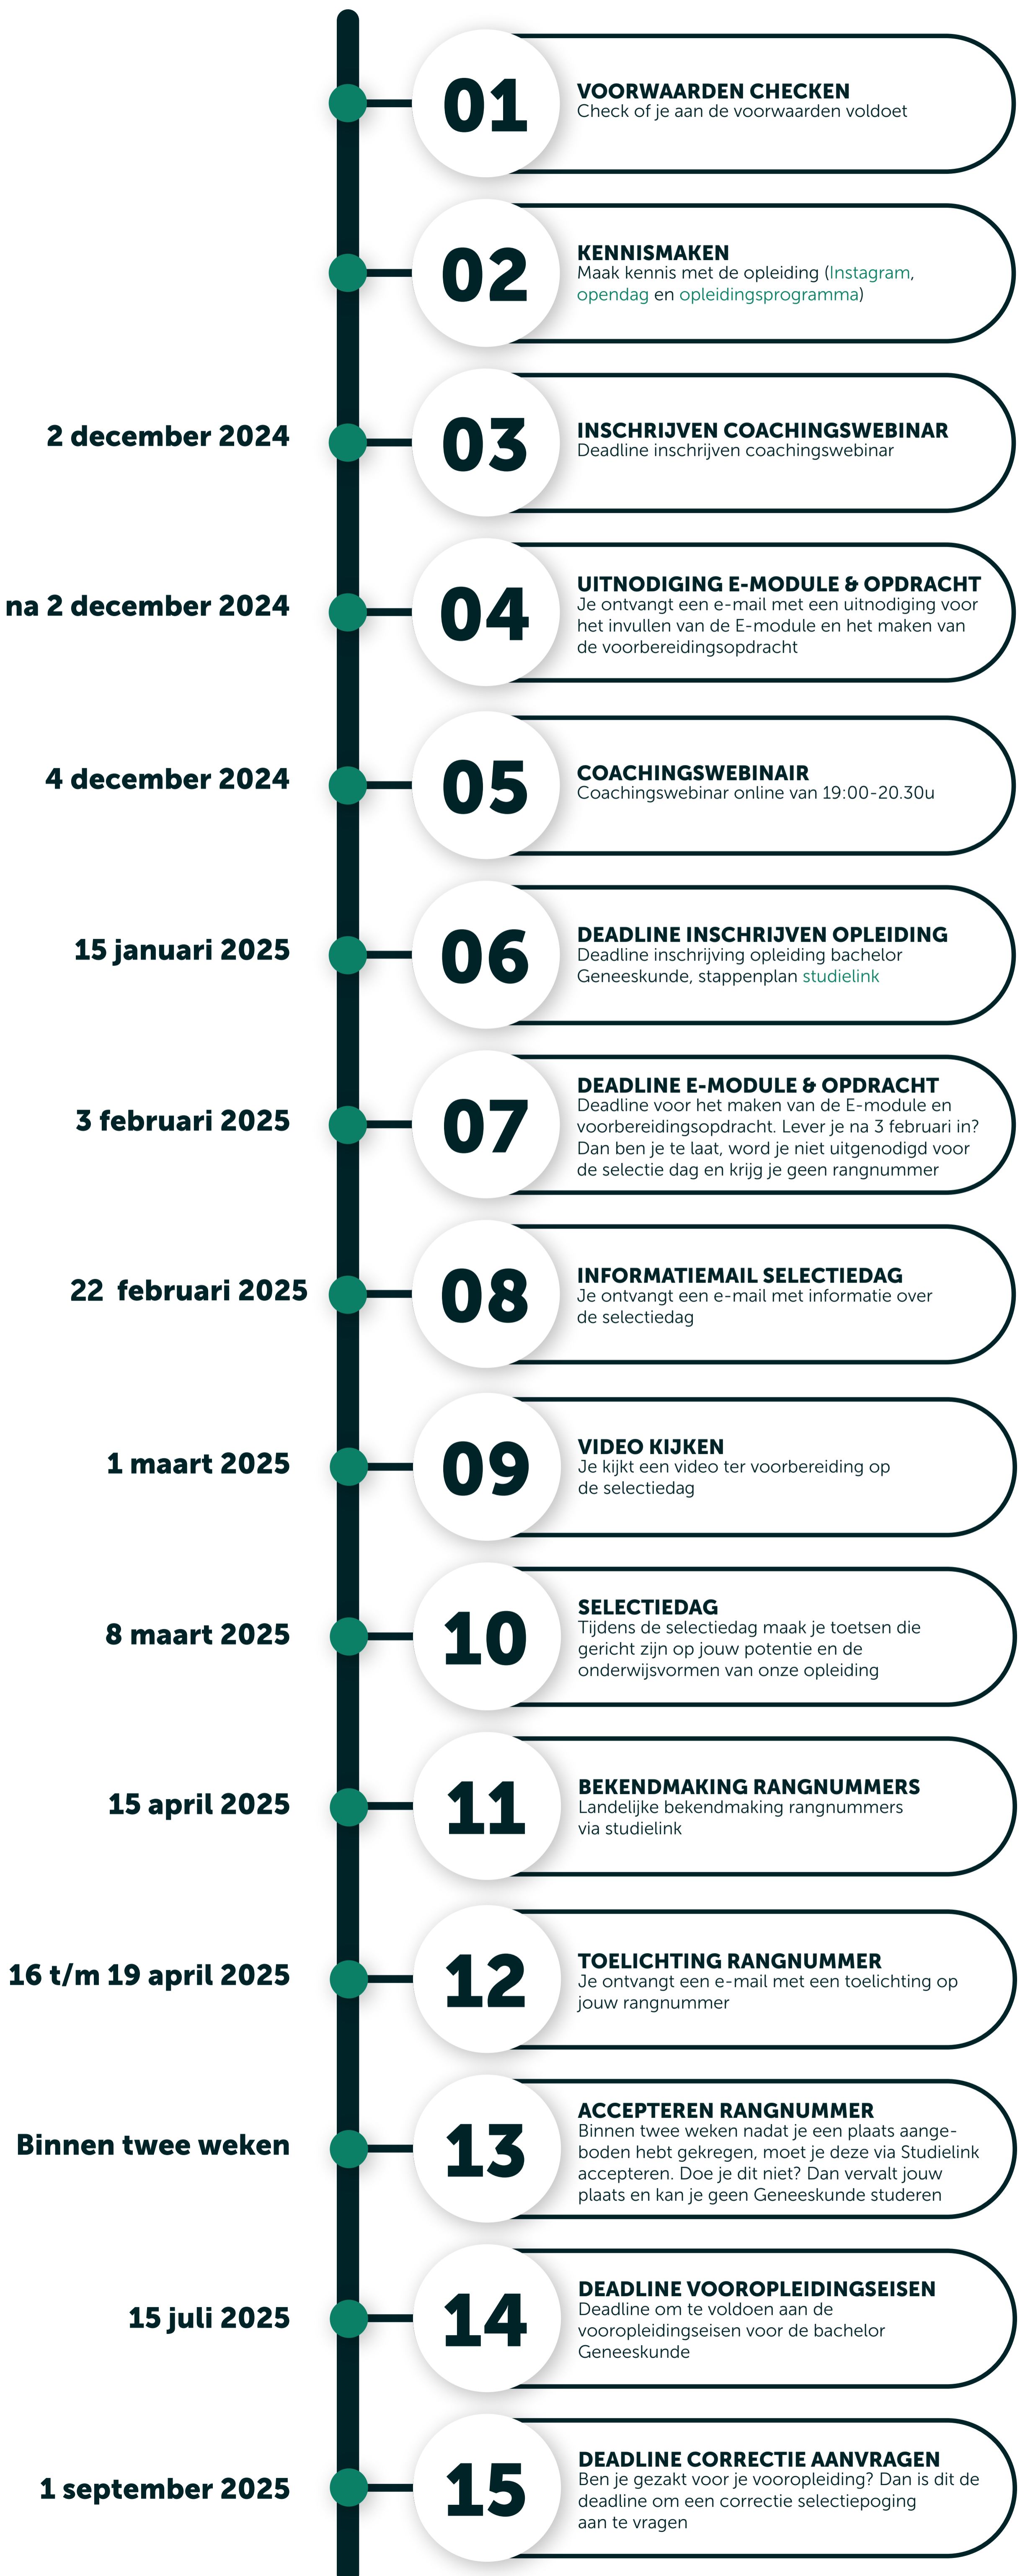 01
VOORWAARDEN CHECKEN
Check of je aan de voorwaarden voldoet
02
KENNISMAKEN
Maak kennis met de opleiding (Instagram,
opendag en opleidingsprogramma)
2 december 2024
03
INSCHRIJVEN COACHINGSWEBINAR
Deadline inschrijven coachingswebinar
na 2 december 2024
04
UITNODIGING E-MODULE & OPDRACHT
Je ontvangt een e-mail met een uitnodiging voor
het invullen van de E-module en het maken van
de voorbereidingsopdracht
4 december 2024
05
COACHINGSWEBINAIR
Coachingswebinar online van 19:00-20.30u
15 januari 2025
06
DEADLINE INSCHRIJVEN OPLEIDING
Deadline inschrijving opleiding bachelor
Geneeskunde, stappenplan studielink
3 februari 2025
07
DEADLINE E-MODULE & OPDRACHT
Deadline voor het maken van de E-module en
voorbereidingsopdracht. Lever je na 3 februari in?
Dan ben je te laat, word je niet uitgenodigd voor
de selectie dag en krijg je geen rangnummer
22 februari 2025
08
INFORMATIEMAIL SELECTIEDAG
Je ontvangt een e-mail met informatie over
de selectiedag
1 maart 2025
09
VIDEO KIJKEN
Je kijkt een video ter voorbereiding op
de selectiedag
8 maart 2025
10
SELECTIEDAG
Tijdens de selectiedag maak je toetsen die
gericht zijn op jouw potentie en de
onderwijsvormen van onze opleiding
15 april 2025
11
BEKENDMAKING RANGNUMMERS
Landelijke bekendmaking rangnummers
via studielink
16 t/m 19 april 2025
12
TOELICHTING RANGNUMMER
Je ontvangt een e-mail met een toelichting op
jouw rangnummer
Binnen twee weken
13
ACCEPTEREN RANGNUMMER
Binnen twee weken nadat je een plaats aange-
boden hebt gekregen, moet je deze via Studielink
accepteren. Doe je dit niet? Dan vervalt jouw
plaats en kan je geen Geneeskunde studeren
15 juli 2025
14
DEADLINE VOOROPLEIDINGSEISEN
Deadline om te voldoen aan de
vooropleidingseisen voor de bachelor
Geneeskunde
1 september 2025
15
DEADLINE CORRECTIE AANVRAGEN
Ben je gezakt voor je vooropleiding? Dan is dit de
deadline om een correctie selectiepoging
aan te vragen